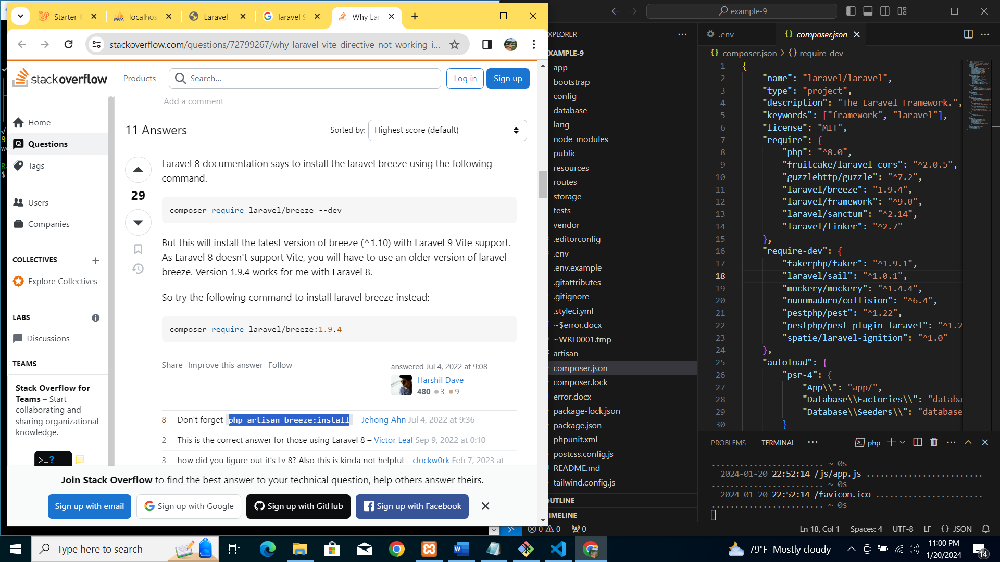 Starter K
localhos
Laravel
laravel 9
Why Lar
stackoverflow.com/questions/72799267/why-laravel-vite-directive-not-working-i...
stackoverflow
Products
Search...
Log in
Sign up
Home
Questions
Tags
Users
Companies
COLLECTIVES
Explore Collectives
LABS
Discussions
TEAMS
Stack Overflow for
Teams – Start
collaborating and
sharing organizational
knowledge.
>_?
Add a comment
11 Answers
Sorted by:
Highest score (default)
29
Laravel 8 documentation says to install the laravel breeze using the following
command.
composer require laravel/breeze --dev
But this will install the latest version of breeze (^1.10) with Laravel 9 Vite support.
As Laravel 8 doesn't support Vite, you will have to use an older version of laravel
breeze. Version 1.9.4 works for me with Laravel 8.
So try the following command to install laravel breeze instead:
composer require laravel/breeze:1.9.4
Share Improve this answer Follow
answered Jul 4, 2022 at 9:08
Harshil Dave
480 3 9
8 Don't forget php artisan breeze:install – Jehong Ahn Jul 4, 2022 at 9:36
2 This is the correct answer for those using Laravel 8 – Victor Leal Sep 9, 2022 at 0:10
3 how did you figure out it's Lv 8? Also this is kinda not helpful – clockw0rk Feb 7, 2023 at
Join Stack Overflow to find the best answer to your technical question, help others answer theirs.
Sign up with email
Sign up with Google
Sign up with GitHub
Sign up with Facebook
example-9
XPLORER
XAMPLE-9
app
bootstrap
config
database
lang
node_modules
public
resources
routes
storage
tests
vendor
.editorconfig
.env
.env.example
.gitattributes
.gitignore
.styleci.yml
~$error.docx
~WRL0001.tmp
artisan
composer.json
composer.lock
error.docx
package-lock.json
package.json
phpunit.xml
postcss.config.js
README.md
tailwind.config.js
OUTLINE
TIMELINE
.env
{} composer.json
{} composer.json > {} require-dev
1 {
2 "name": "laravel/laravel",
3 "type": "project",
4 "description": "The Laravel Framework.",
5 "keywords": ["framework", "laravel"],
6 "license": "MIT",
7 "require": {
8 "php": "^8.0",
9 "fruitcake/laravel-cors": "^2.0.5",
10 "guzzlehttp/guzzle": "^7.2",
11 "laravel/breeze": "1.9.4",
12 "laravel/framework": "^9.0",
13 "laravel/sanctum": "^2.14",
14 "laravel/tinker": "^2.7"
15 },
16 "require-dev": {
17 "fakerphp/faker": "^1.9.1",
18 "laravel/sail": "^1.0.1",
19 "mockery/mockery": "^1.4.4",
20 "nunomaduro/collision": "^6.4",
21 "pestphp/pest": "^1.22",
22 "pestphp/pest-plugin-laravel": "^1.2
23 "spatie/laravel-ignition": "^1.0"
24 },
25 "autoload": {
26 "psr-4": {
27 "App\\": "app/",
28 "Database\\Factories\\": "databa
29 "Database\\Seeders\\": "database
30 }
PROBLEMS
TERMINAL
php
........................ ~ 0s
2024-01-20 22:52:14 /js/app.js .........................
........................ ~ 0s
2024-01-20 22:52:14 /favicon.ico .......................
........................ ~ 0s
0 0 0
Ln 18, Col 1
Spaces: 4
UTF-8
LF
{} JSON
Type here to search
79°F Mostly cloudy
11:00 PM
1/20/2024
14